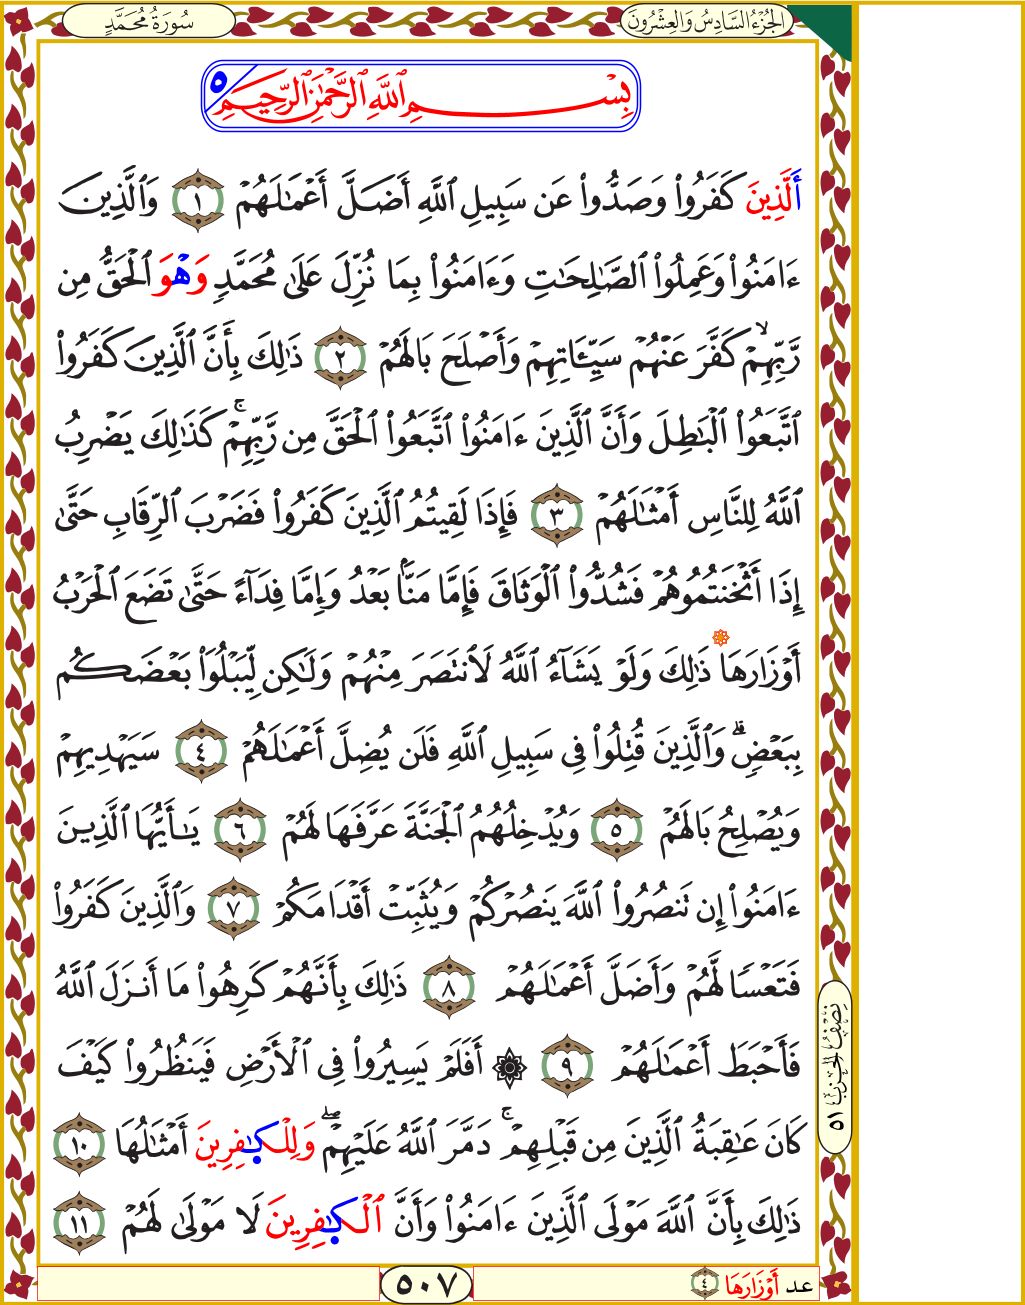 الجُزْءُ السَّادِسُ وَالعِشْرُونَ
سُورَةُ مُحَمَّدٍ
بِسْمِ ٱللَّهِ ٱلرَّحْمَٰنِ ٱلرَّحِيمِ ٥
أَلَّذِينَ كَفَرُواْ وَصَدُّواْ عَن سَبِيلِ ٱللَّهِ أَضَلَّ أَعْمَٰلَهُمْ ١ وَٱلَّذِينَ
ءَامَنُواْ وَعَمِلُواْ ٱلصَّٰلِحَٰتِ وَءَامَنُواْ بِمَا نُزِّلَ عَلَىٰ مُحَمَّدٖ وَهْوَ ٱلْحَقُّ مِن
رَّبِّهِمْۙ كَفَّرَ عَنْهُمْ سَيِّـَٔاتِهِمْ وَأَصْلَحَ بَالَهُمْ ٢ ذَٰلِكَ بِأَنَّ ٱلَّذِينَ كَفَرُواْ
ٱتَّبَعُواْ ٱلْبَٰطِلَ وَأَنَّ ٱلَّذِينَ ءَامَنُواْ ٱتَّبَعُواْ ٱلْحَقَّ مِن رَّبِّهِمْۚ كَذَٰلِكَ يَضْرِبُ
ٱللَّهُ لِلنَّاسِ أَمْثَٰلَهُمْ ٣ فَإِذَا لَقِيتُمُ ٱلَّذِينَ كَفَرُواْ فَضَرْبَ ٱلرِّقَابِ حَتَّىٰ
إِذَا أَثْخَنتُمُوهُمْ فَشُدُّواْ ٱلْوَثَاقَ فَإِمَّا مَنَّۢا بَعْدُ وَإِمَّا فِدَآءً حَتَّىٰ تَضَعَ ٱلْحَرْبُ
أَوْزَارَهَا ذَٰلِكَ وَلَوْ يَشَآءُ ٱللَّهُ لَٱنتَصَرَ مِنْهُمْ وَلَٰكِن لِّيَبْلُوَاْ بَعْضَكُم
بِبَعْضٖۗ وَٱلَّذِينَ قُتِلُواْ فِى سَبِيلِ ٱللَّهِ فَلَن يُضِلَّ أَعْمَٰلَهُمْ ٤ سَيَهْدِيهِمْ
وَيُصْلِحُ بَالَهُمْ ٥ وَيُدْخِلُهُمُ ٱلْجَنَّةَ عَرَّفَهَا لَهُمْ ٦ يَٰٓأَيُّهَا ٱلَّذِينَ
ءَامَنُواْ إِن تَنصُرُواْ ٱللَّهَ يَنصُرْكُمْ وَيُثَبِّتْ أَقْدَامَكُمْ ٧ وَٱلَّذِينَ كَفَرُواْ
فَتَعْسٗا لَّهُمْ وَأَضَلَّ أَعْمَٰلَهُمْ ٨ ذَٰلِكَ بِأَنَّهُمْ كَرِهُواْ مَا أَنزَلَ ٱللَّهُ
فَأَحْبَطَ أَعْمَٰلَهُمْ ٩ ۞ أَفَلَمْ يَسِيرُواْ فِى ٱلْأَرْضِ فَيَنظُرُواْ كَيْفَ
كَانَ عَٰقِبَةُ ٱلَّذِينَ مِن قَبْلِهِمْۚ دَمَّرَ ٱللَّهُ عَلَيْهِمْۖ وَلِلْكَٰفِرِينَ أَمْثَٰلُهَا ١٠
ذَٰلِكَ بِأَنَّ ٱللَّهَ مَوْلَى ٱلَّذِينَ ءَامَنُواْ وَأَنَّ ٱلْكَٰفِرِينَ لَا مَوْلَىٰ لَهُمْ ١١
نِصْفُ الحِزْبِ ٥١
عد أَوْزَارَهَا ٤
٥٠٧